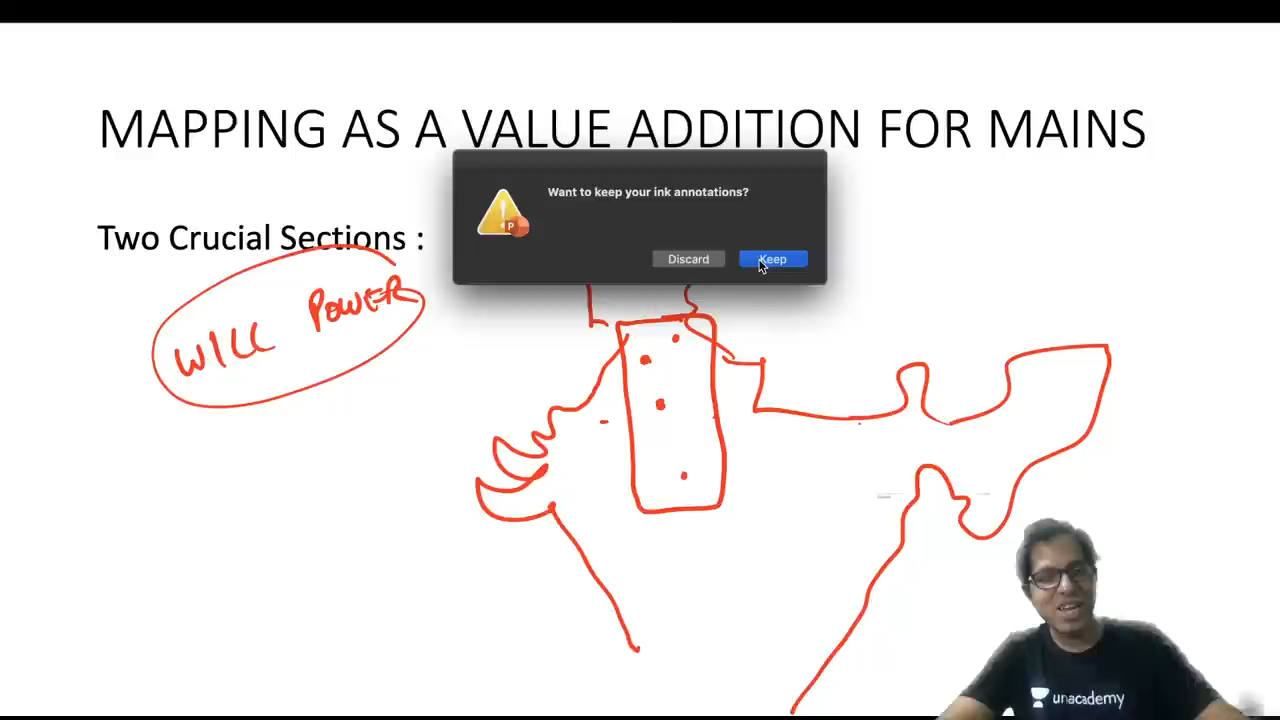 MAPPING AS A VALUE ADDITION FOR MAINS
Want to keep your ink annotations?
Discard
Keep
Two Crucial Sections :
WILL POWER
P
unacademy